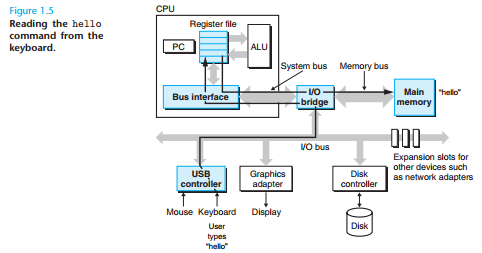 Figure 1.5
Reading the hello
command from the
keyboard.
CPU
Register file
PC
ALU
System bus
Memory bus
Bus interface
I/O
bridge
Main
memory
"hello"
I/O bus
Expansion slots for
other devices such
as network adapters
USB
controller
Graphics
adapter
Disk
controller
Mouse
Keyboard
Display
User
types
"hello"
Disk